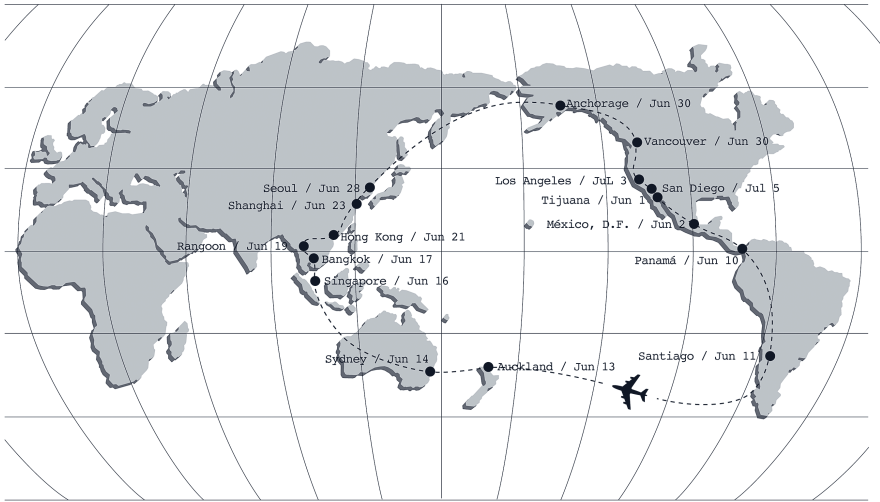 Anchorage / Jun 30
Vancouver / Jun 30
Los Angeles / JuL 3
San Diego / Jul 5
Seoul / Jun 28
Tijuana / Jun 1
Shanghai / Jun 23
México, D.F. / Jun 2
Hong Kong / Jun 21
Rangoon / Jun 19
Bangkok / Jun 17
Panamá / Jun 10
Singapore / Jun 16
Santiago / Jun 11
Sydney / Jun 14
Auckland / Jun 13